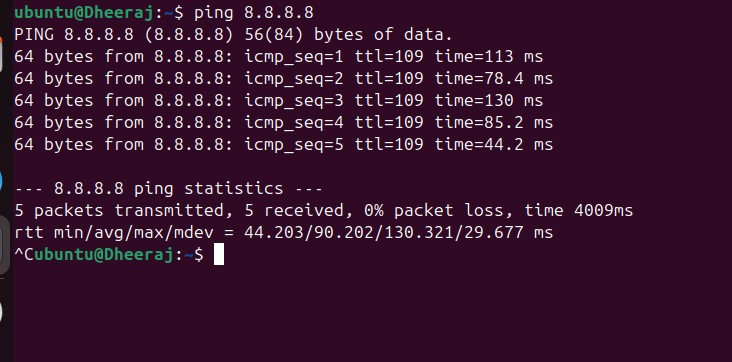 ubuntu@Dheeraj:~$ ping 8.8.8.8
PING 8.8.8.8 (8.8.8.8) 56(84) bytes of data.
64 bytes from 8.8.8.8: icmp_seq=1 ttl=109 time=113 ms
64 bytes from 8.8.8.8: icmp_seq=2 ttl=109 time=78.4 ms
64 bytes from 8.8.8.8: icmp_seq=3 ttl=109 time=130 ms
64 bytes from 8.8.8.8: icmp_seq=4 ttl=109 time=85.2 ms
64 bytes from 8.8.8.8: icmp_seq=5 ttl=109 time=44.2 ms

--- 8.8.8.8 ping statistics ---
5 packets transmitted, 5 received, 0% packet loss, time 4009ms
rtt min/avg/max/mdev = 44.203/90.202/130.321/29.677 ms
^Cubuntu@Dheeraj:~$